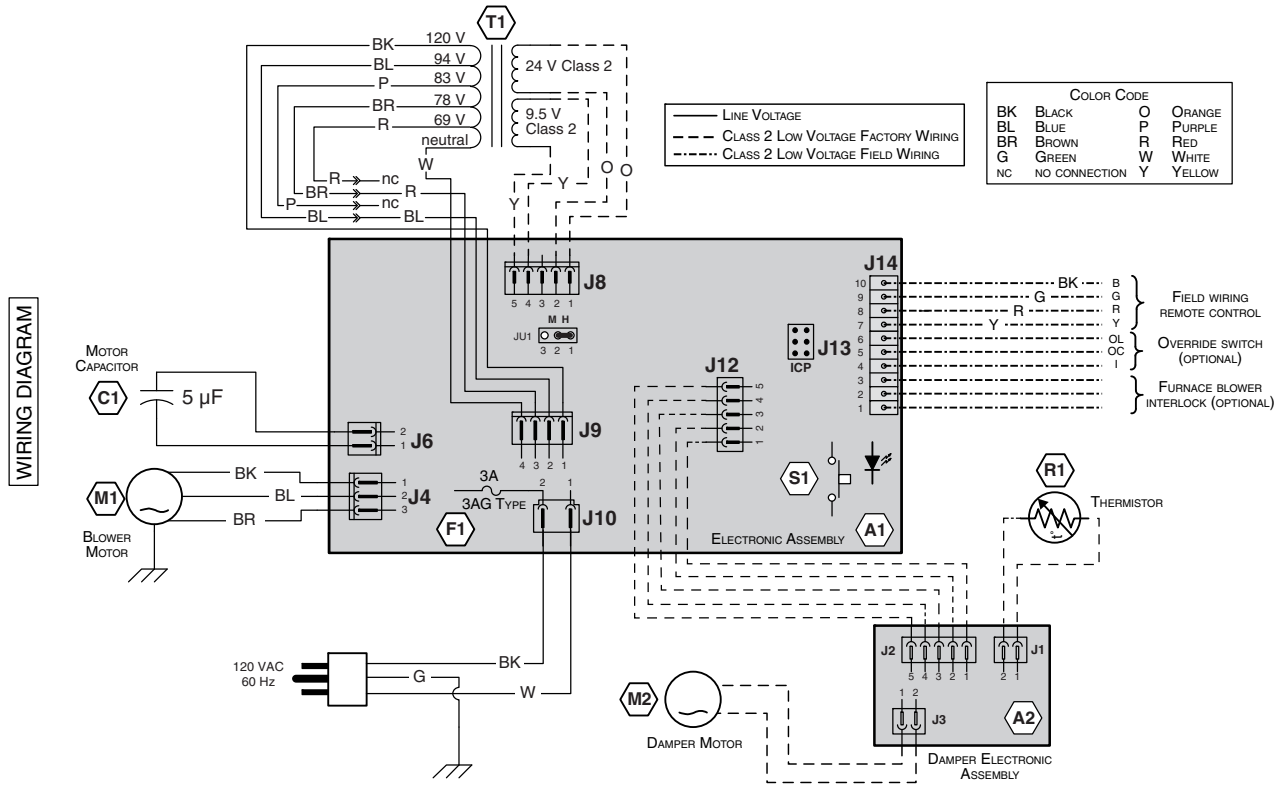 WIRING DIAGRAM
T1
BK 120 V
BL 94 V
P 83 V
BR 78 V
R 69 V
neutral
W
24 V Class 2
9.5 V
Class 2
R nc
BR R
P nc
BL BL
Y Y O O
LINE VOLTAGE
CLASS 2 LOW VOLTAGE FACTORY WIRING
CLASS 2 LOW VOLTAGE FIELD WIRING
COLOR CODE
BK BLACK O ORANGE
BL BLUE P PURPLE
BR BROWN R RED
G GREEN W WHITE
NC NO CONNECTION Y YELLOW
J8
5 4 3 2 1
M H
JU1
3 2 1
J14
10 BK B
9 G G
8 R R
7 Y Y
6 OL
5 OC
4 I
3
2
1
FIELD WIRING
REMOTE CONTROL
OVERRIDE SWITCH
(OPTIONAL)
FURNACE BLOWER
INTERLOCK (OPTIONAL)
J13
ICP
J12
5
4
3
2
1
MOTOR
CAPACITOR
C1
5 µF
2
1
J6
J9
4 3 2 1
M1
BLOWER
MOTOR
BK
BL
BR
1
2
3
J4
3A
3AG TYPE
F1
2 1
J10
S1
ELECTRONIC ASSEMBLY
A1
R1
THERMISTOR
t°
120 VAC
60 Hz
BK
G
W
M2
DAMPER MOTOR
J2
5 4 3 2 1
J1
2 1
1 2
J3
A2
DAMPER ELECTRONIC
ASSEMBLY